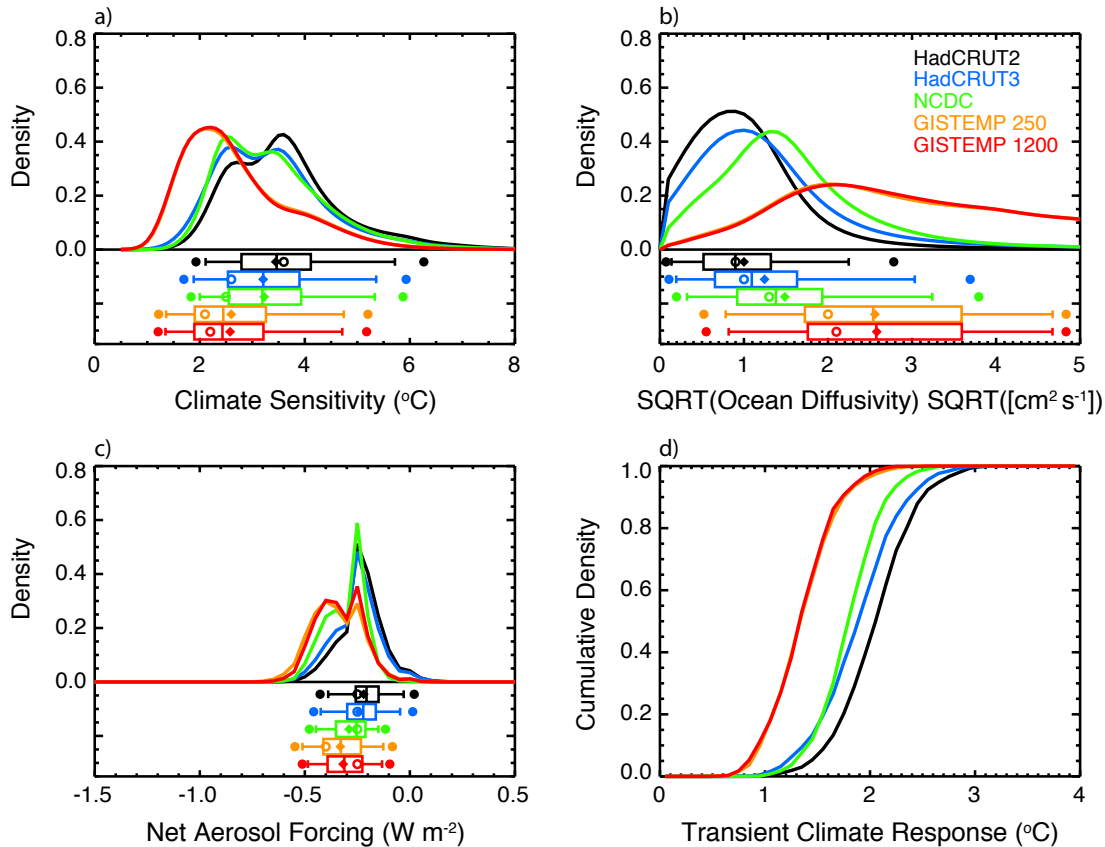 a)
0.8
0.6
0.4
0.2
0.0
Density
0 2 4 6 8
Climate Sensitivity (ºC)
b)
0.8
0.6
0.4
0.2
0.0
Density
HadCRUT2
HadCRUT3
NCDC
GISTEMP 250
GISTEMP 1200
0 1 2 3 4 5
SQRT(Ocean Diffusivity) SQRT([cm² s⁻¹])
c)
0.8
0.6
0.4
0.2
0.0
Density
-1.5 -1.0 -0.5 0.0 0.5
Net Aerosol Forcing (W m⁻²)
d)
1.0
0.8
0.6
0.4
0.2
0.0
Cumulative Density
0 1 2 3 4
Transient Climate Response (ºC)